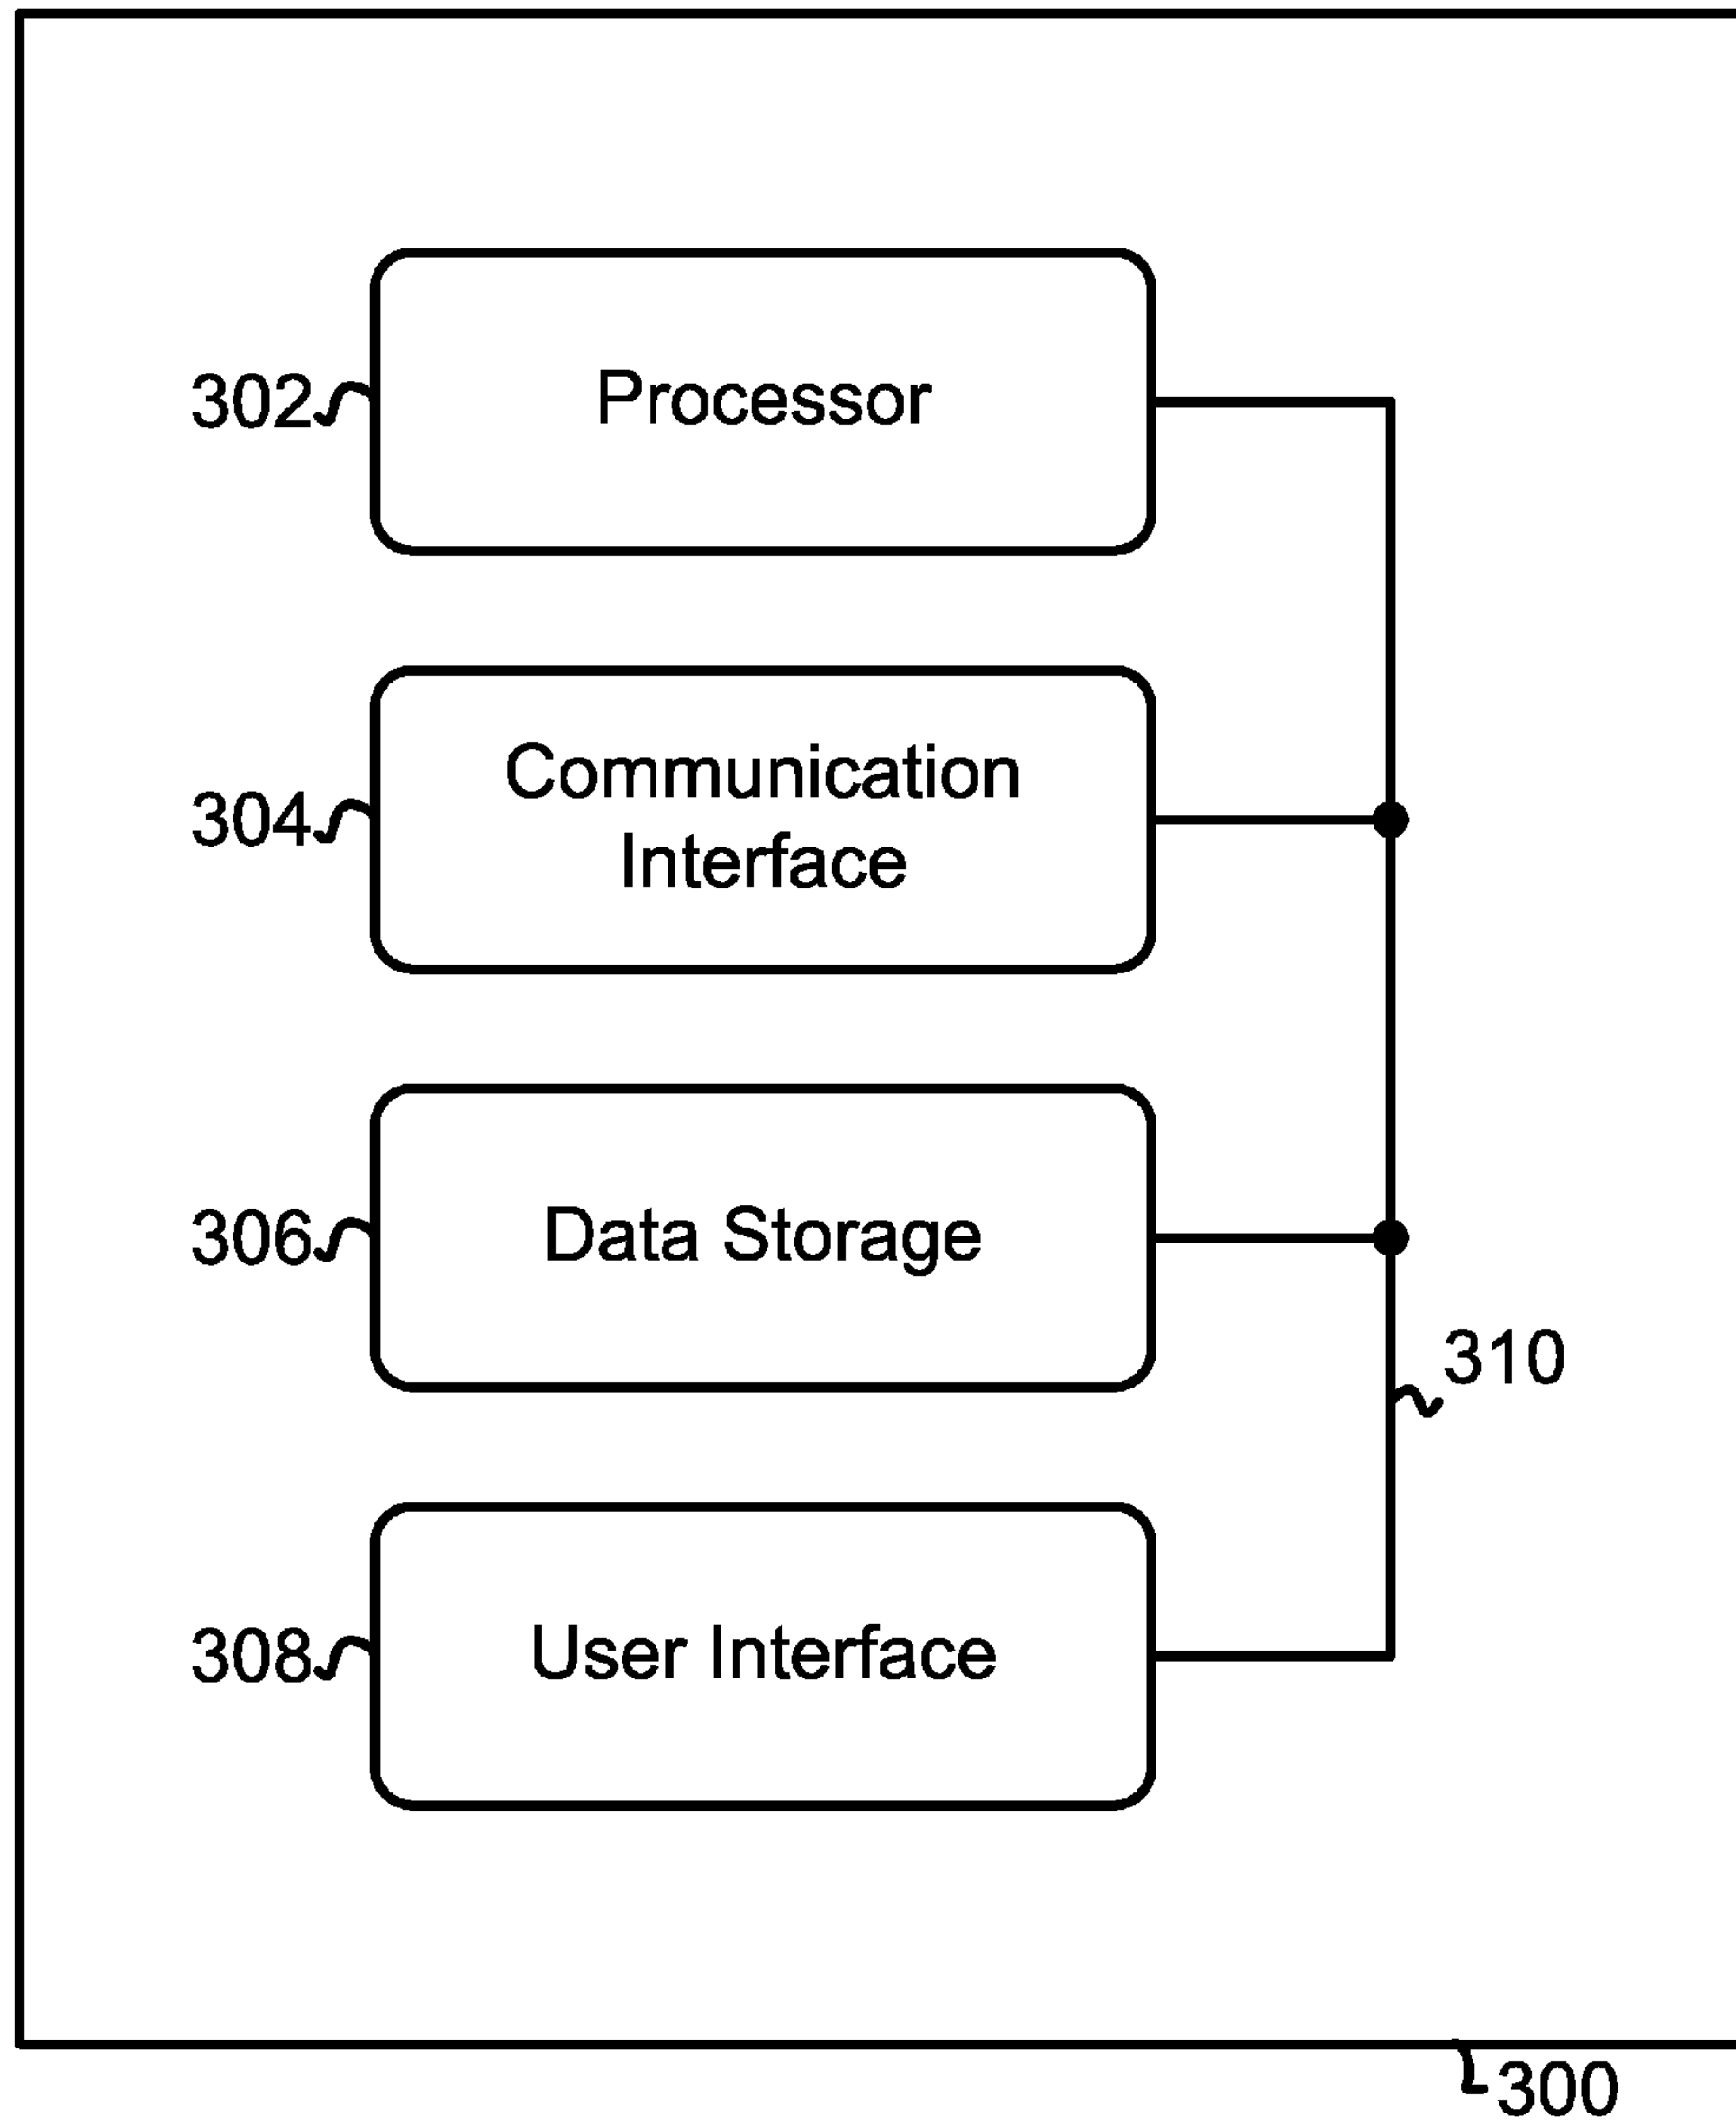 302
Processor
304
Communication
Interface
306
Data Storage
310
308
User Interface
300